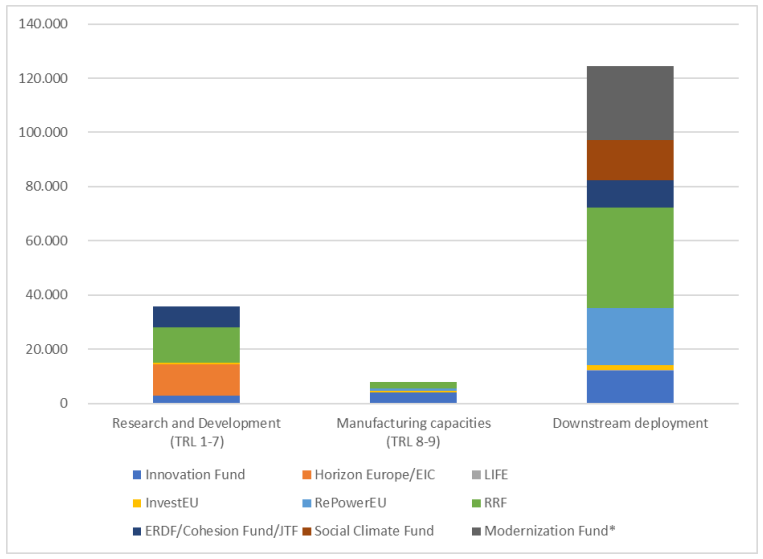 140.000
120.000
100.000
80.000
60.000
40.000
20.000
0
Research and Development Manufacturing capacities Downstream deployment
(TRL 1-7) (TRL 8-9)
Innovation Fund Horizon Europe/EIC LIFE
InvestEU RePowerEU RRF
ERDF/Cohesion Fund/JTF Social Climate Fund Modernization Fund*